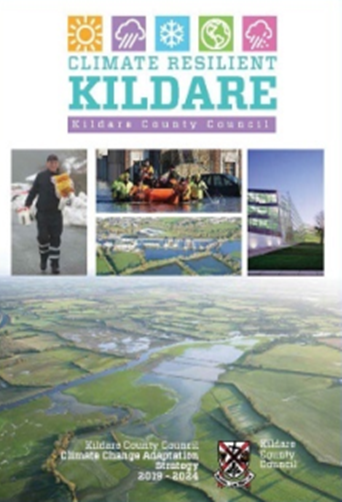 CLIMATE RESILIENT
KILDARE
Kildare County Council
Kildare County Council
Climate Change Adaptation
Strategy
2019 - 2024
Kildare
County
Council